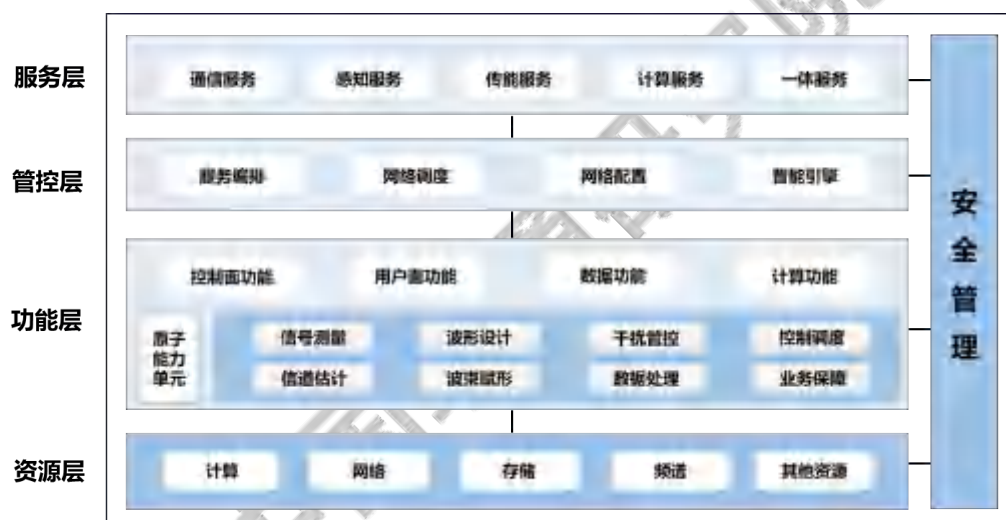 服务层
通信服务 感知服务 传能服务 计算服务 一体服务
管控层
服务编排 网络调度 网络配置 智能引擎
功能层
控制面功能 用户面功能 数据功能 计算功能
原子能力单元
信号测量 波形设计 干扰管控 控制调度
信道估计 波束赋形 数据处理 业务保障
资源层
计算 网络 存储 频谱 其他资源
安全管理